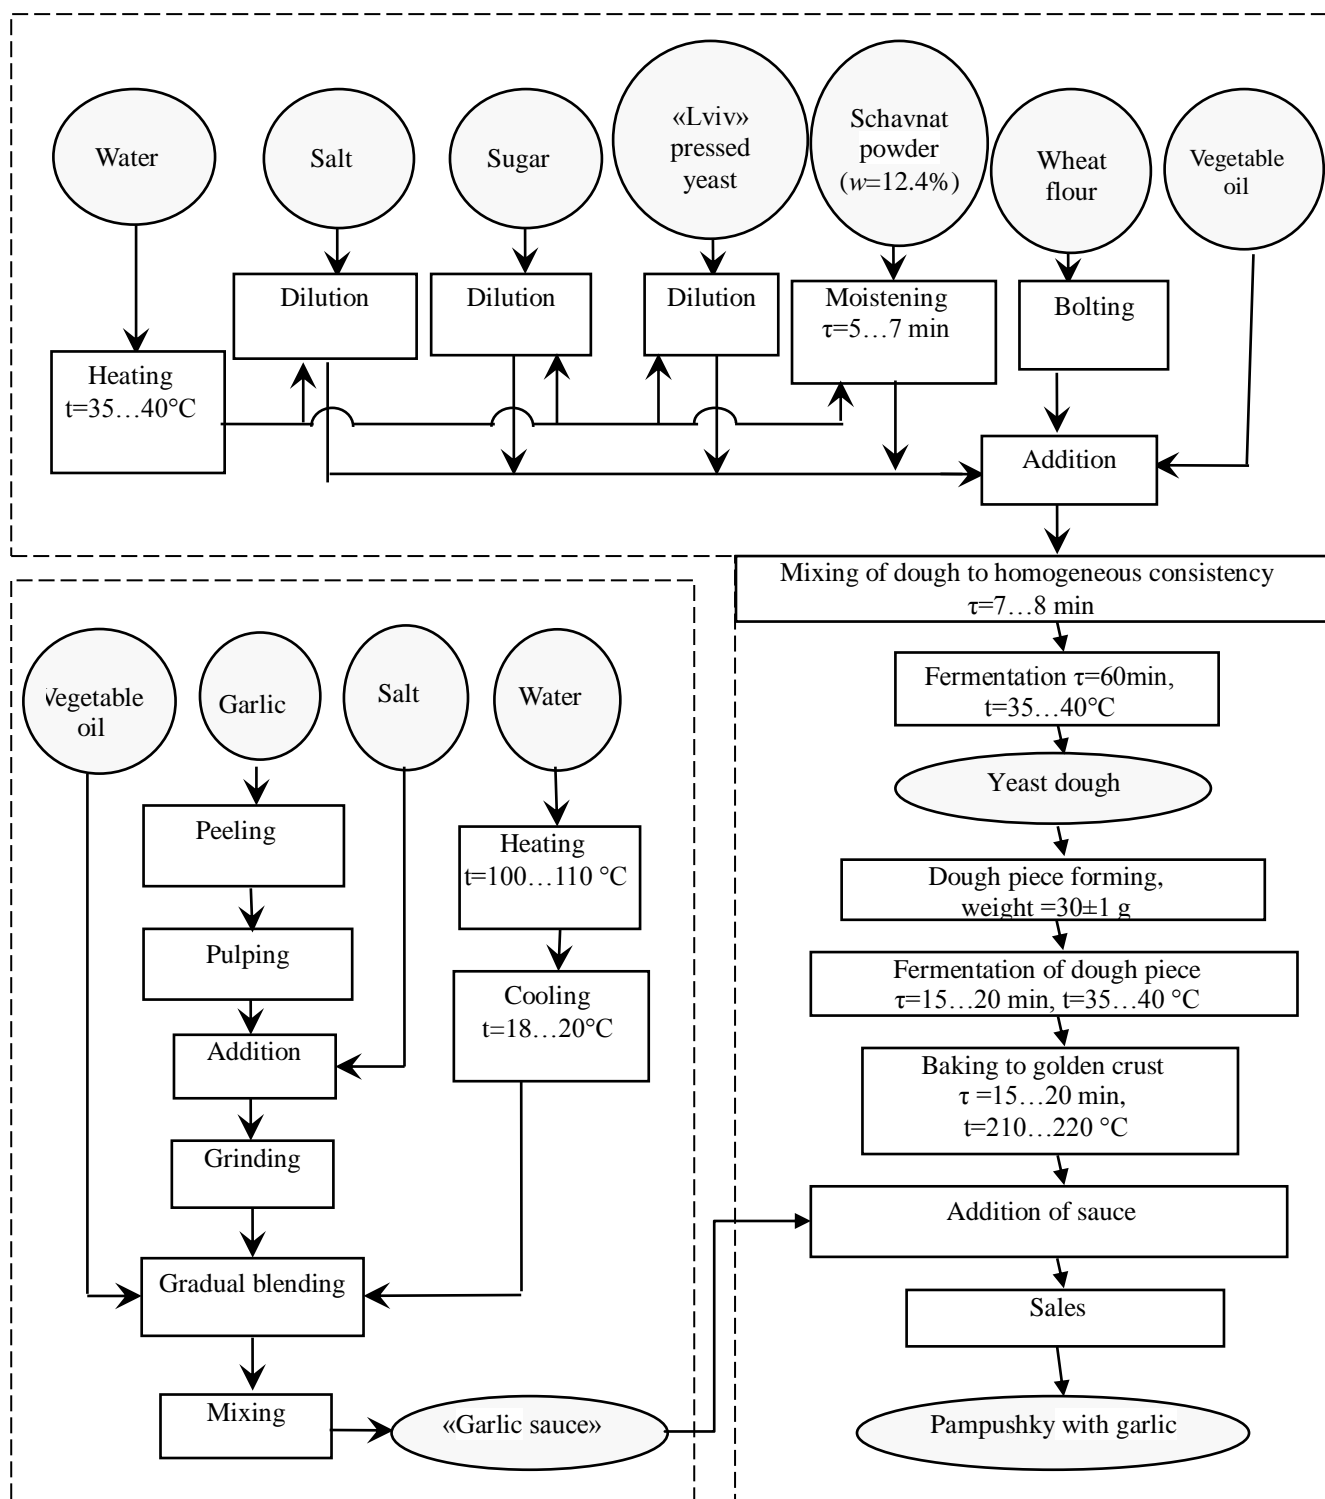 Water
Salt
Sugar
«Lviv»
pressed
yeast
Schavnat
powder
(w=12.4%)
Wheat
flour
Vegetable
oil
Dilution
Dilution
Dilution
Moistening
τ=5…7 min
Bolting
Heating
t=35…40°C
Addition
Mixing of dough to homogeneous consistency
τ=7…8 min
Fermentation τ=60min,
t=35…40°C
Yeast dough
Dough piece forming,
weight =30±1 g
Fermentation of dough piece
τ=15…20 min, t=35…40 °C
Baking to golden crust
τ =15…20 min,
t=210…220 °C
Addition of sauce
Sales
Pampushky with garlic
Vegetable
oil
Garlic
Salt
Water
Peeling
Heating
t=100…110 °C
Pulping
Cooling
t=18…20°C
Addition
Grinding
Gradual blending
Mixing
«Garlic sauce»